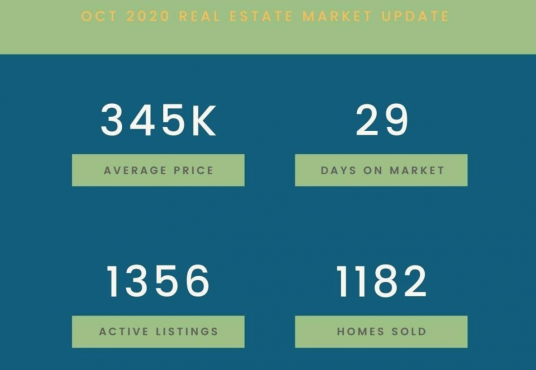 OCT 2020 REAL ESTATE MARKET UPDATE
345K
AVERAGE PRICE
29
DAYS ON MARKET
1356
ACTIVE LISTINGS
1182
HOMES SOLD